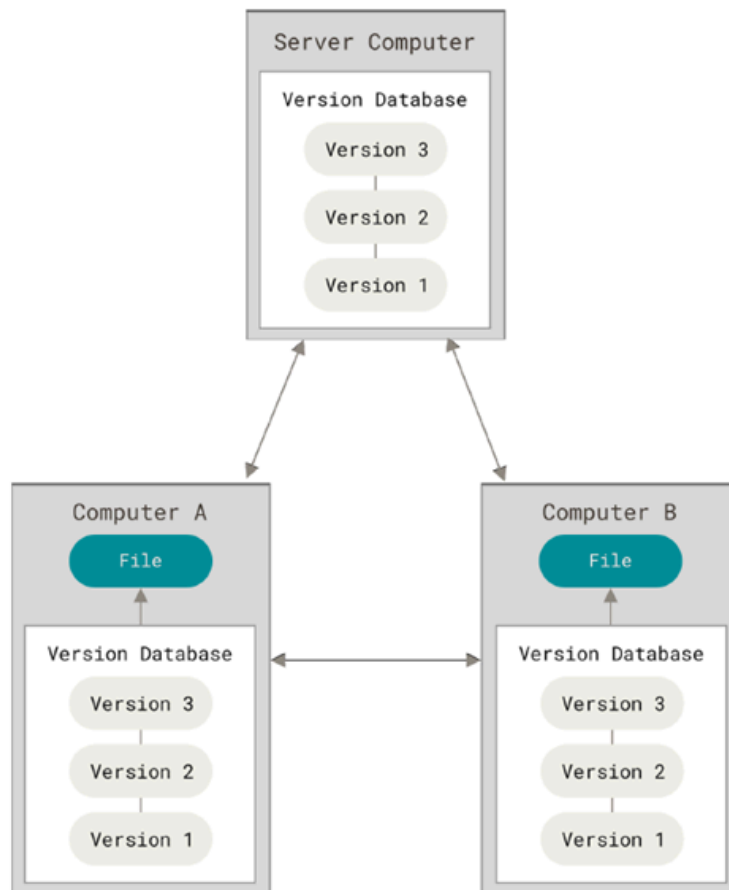 Server Computer
Version Database
Version 3
Version 2
Version 1
Computer A
File
Version Database
Version 3
Version 2
Version 1
Computer B
File
Version Database
Version 3
Version 2
Version 1